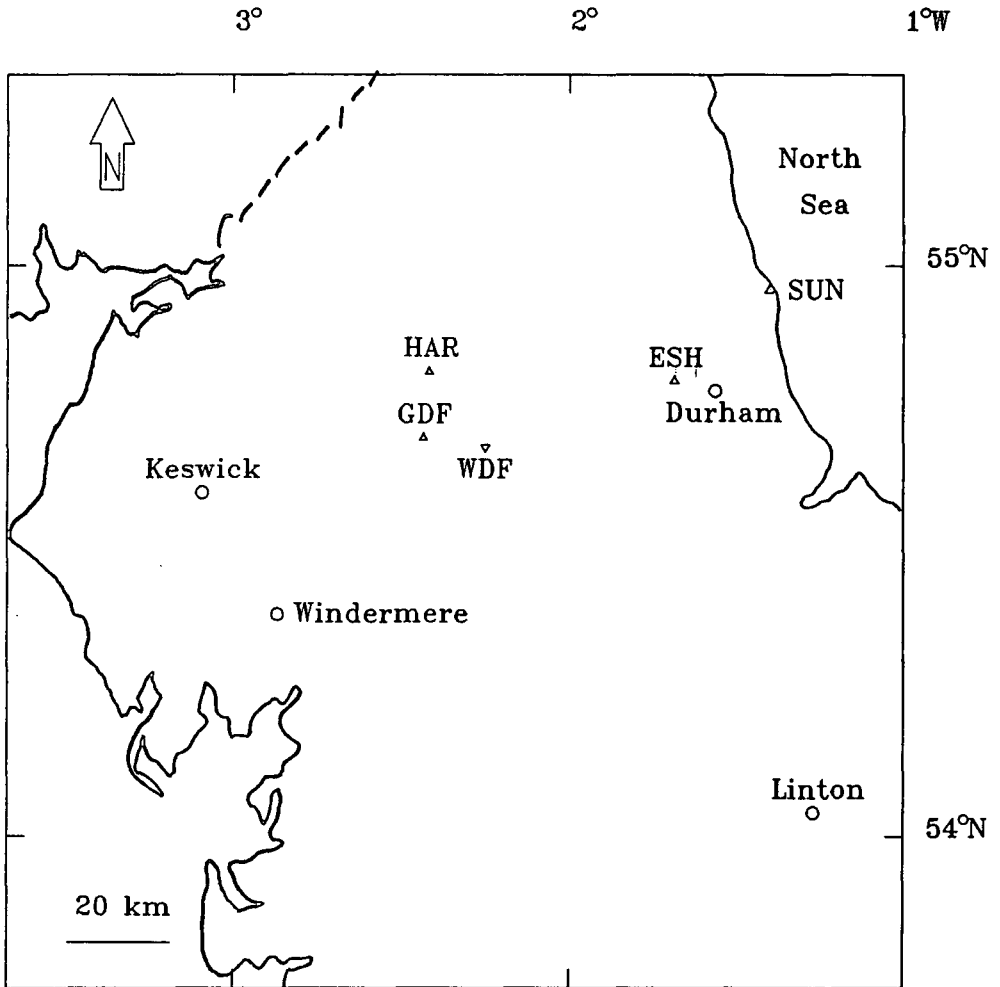 3° 2° 1°W
N
North
Sea
55°N
SUN
HAR
ESH
GDF
Durham
WDF
Keswick
Windermere
Linton
54°N
20 km